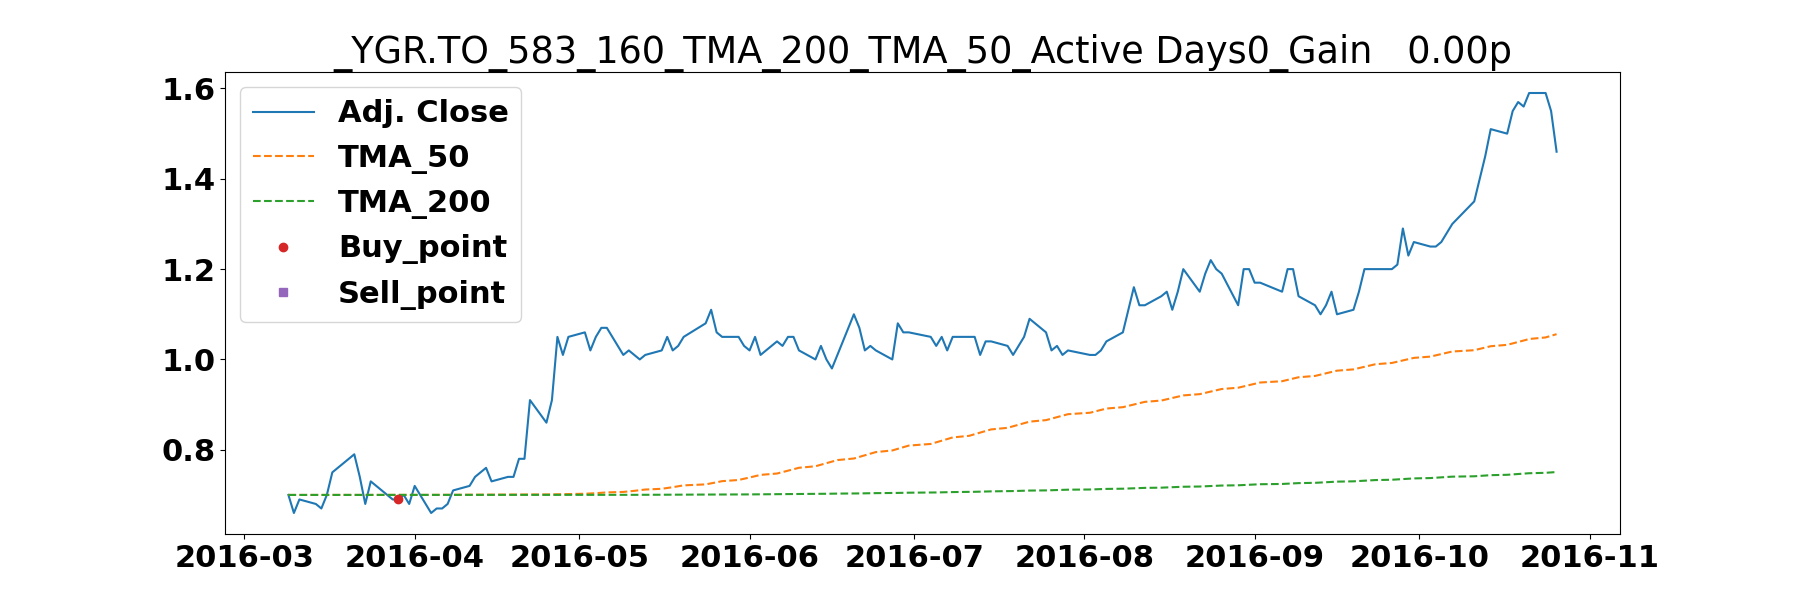 _YGR.TO_583_160_TMA_200_TMA_50_Active Days0_Gain   0.00p
1.6
1.4
1.2
1.0
0.8
Adj. Close
TMA_50
TMA_200
Buy_point
Sell_point
2016-03 2016-04 2016-05 2016-06 2016-07 2016-08 2016-09 2016-10 2016-11